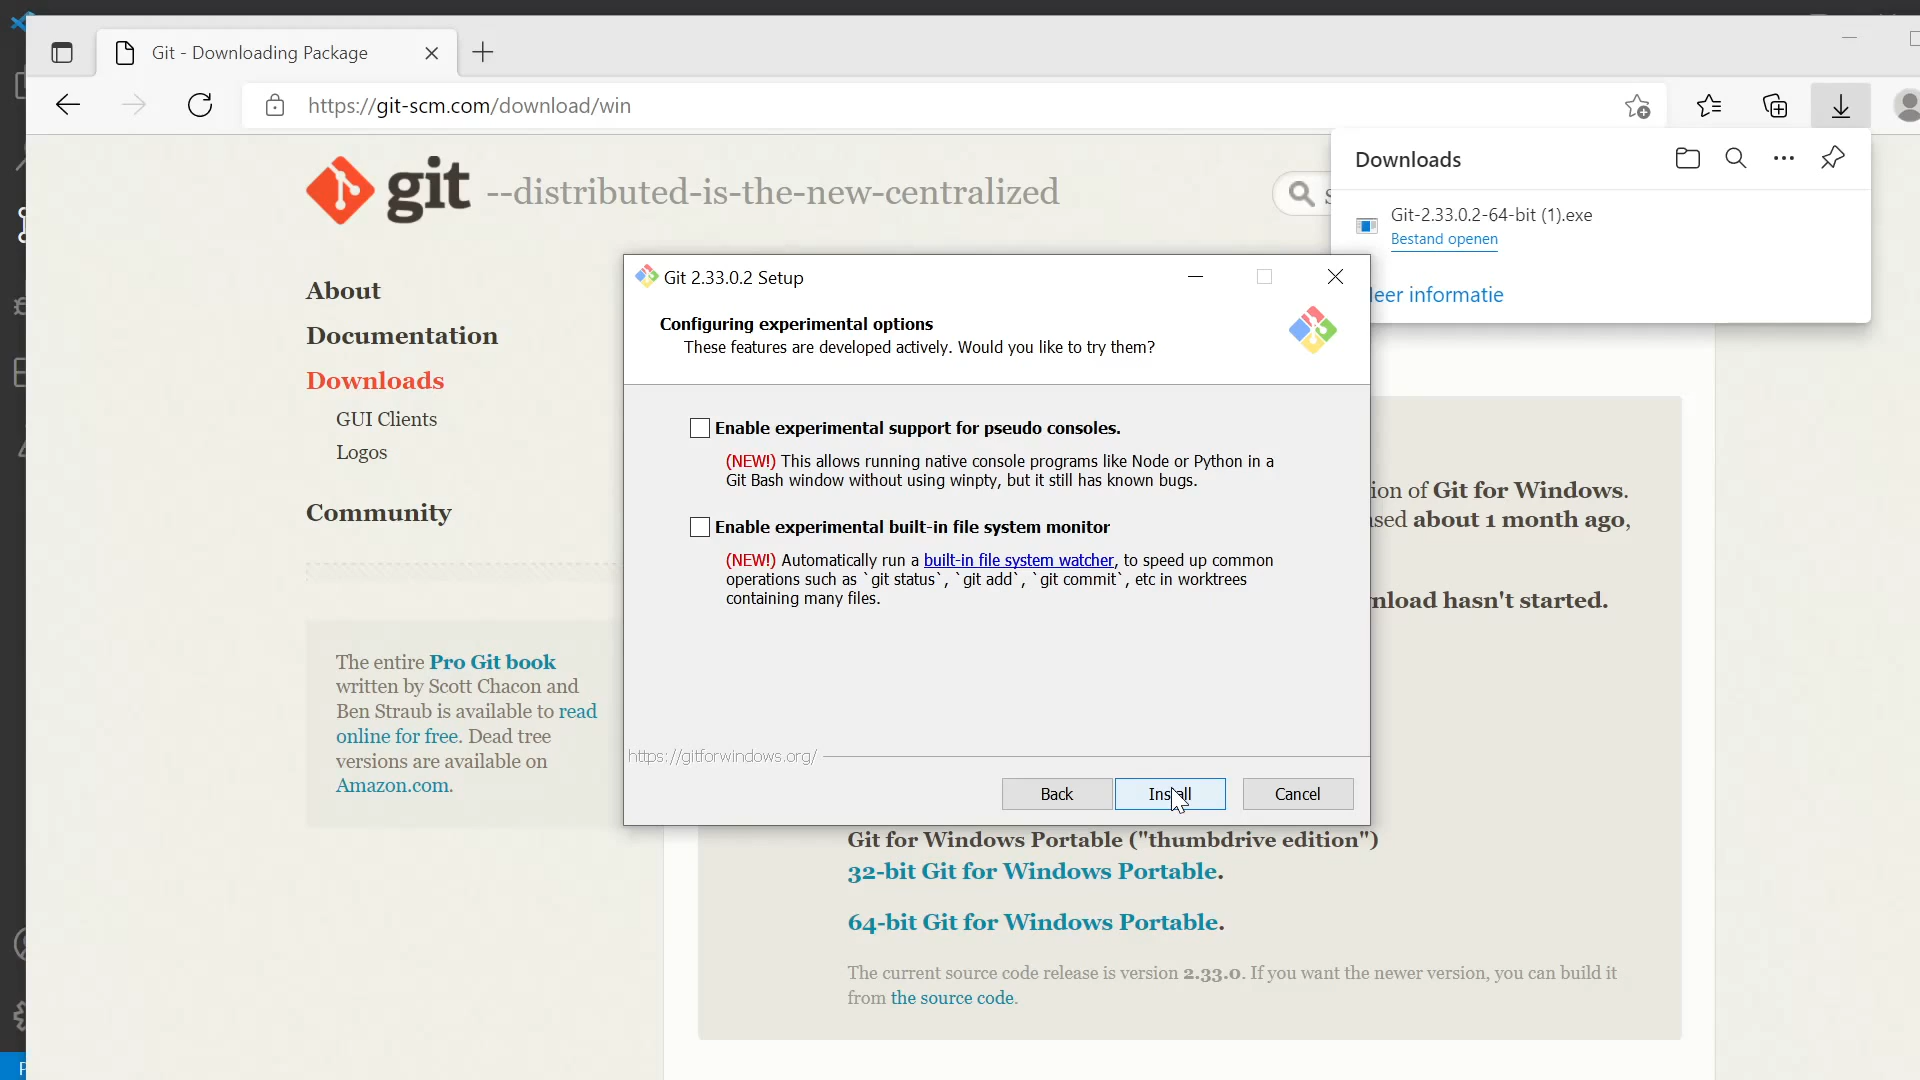 Git - Downloading Package
https://git-scm.com/download/win
git --distributed-is-the-new-centralized
Downloads
Git-2.33.0.2-64-bit (1).exe
Bestand openen
eer informatie
About
Documentation
Downloads
GUI Clients
Logos
Community
The entire Pro Git book
written by Scott Chacon and
Ben Straub is available to read
online for free. Dead tree
versions are available on
Amazon.com.
Git 2.33.0.2 Setup
Configuring experimental options
These features are developed actively. Would you like to try them?
Enable experimental support for pseudo consoles.
(NEW!) This allows running native console programs like Node or Python in a
Git Bash window without using winpty, but it still has known bugs.
Enable experimental built-in file system monitor
(NEW!) Automatically run a built-in file system watcher, to speed up common
operations such as `git status`, `git add`, `git commit`, etc in worktrees
containing many files.
https://gitforwindows.org/
Back
Install
Cancel
ion of Git for Windows.
sed about 1 month ago,
nload hasn't started.
Git for Windows Portable ("thumbdrive edition")
32-bit Git for Windows Portable.
64-bit Git for Windows Portable.
The current source code release is version 2.33.0. If you want the newer version, you can build it
from the source code.